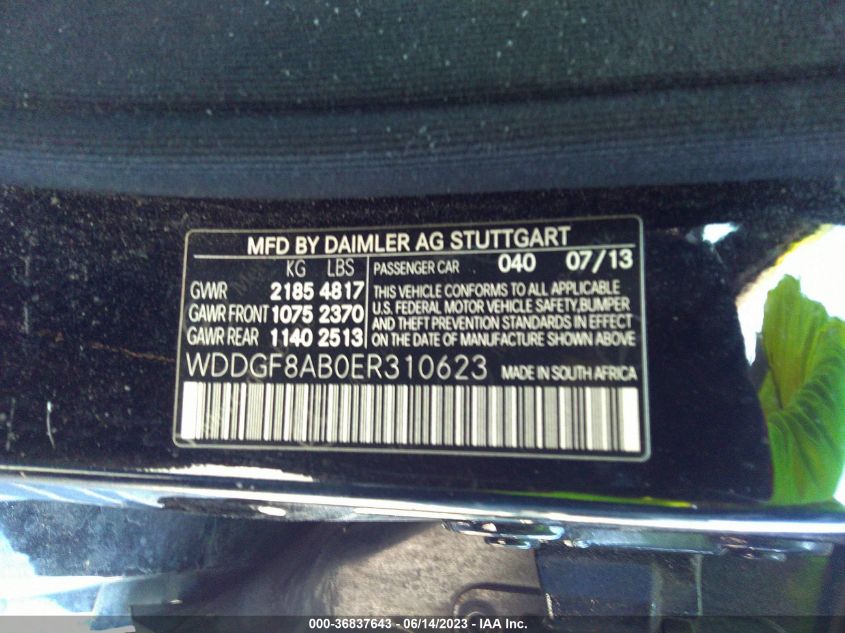 MFD BY DAIMLER AG STUTTGART
KG LBS
GVWR 2185 4817
GAWR FRONT 1075 2370
GAWR REAR 1140 2513
PASSENGER CAR 040 07/13
THIS VEHICLE CONFORMS TO ALL APPLICABLE
U.S. FEDERAL MOTOR VEHICLE SAFETY,BUMPER
AND THEFT PREVENTION STANDARDS IN EFFECT
ON THE DATE OF MANUFACTURE SHOWN ABOVE
WDDGF8AB0ER310623 MADE IN SOUTH AFRICA
000-36837643 - 06/14/2023 - IAA Inc.